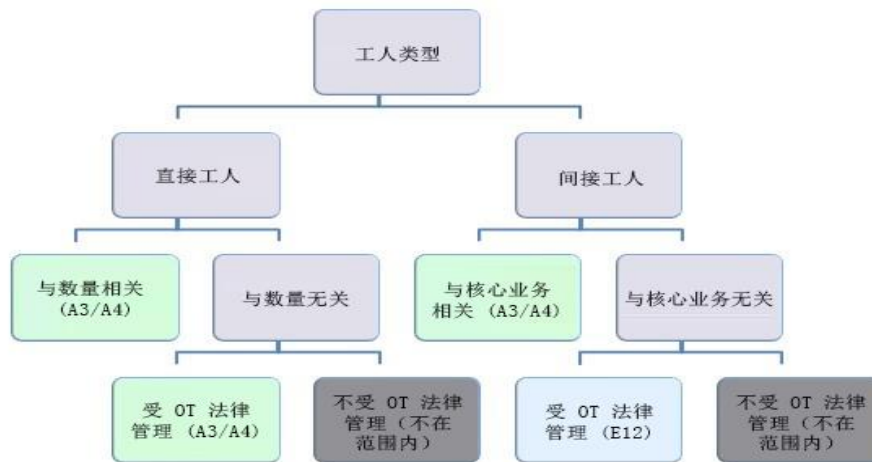 工人类型
直接工人
间接工人
与数量相关
(A3/A4)
与数量无关
与核心业务
相关 (A3/A4)
与核心业务无关
受 OT 法律
管理 (A3/A4)
不受 OT 法律
管理（不在
范围内）
受 OT 法律
管理 (E12)
不受 OT 法律
管理（不在
范围内）